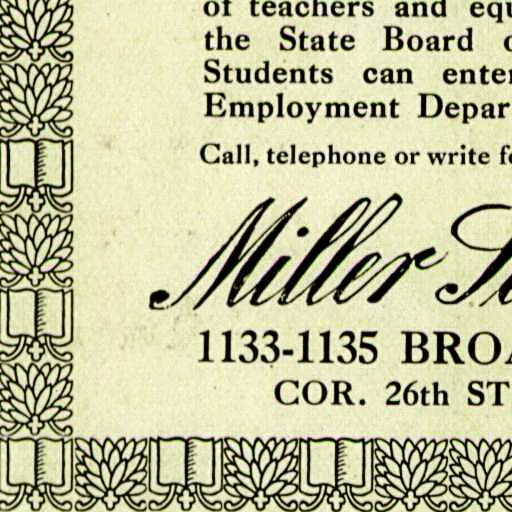 of teachers and equ
the State Board o
Students can enter
Employment Depar
Call, telephone or write fo
Miller S
1133-1135 BROA
COR. 26th ST